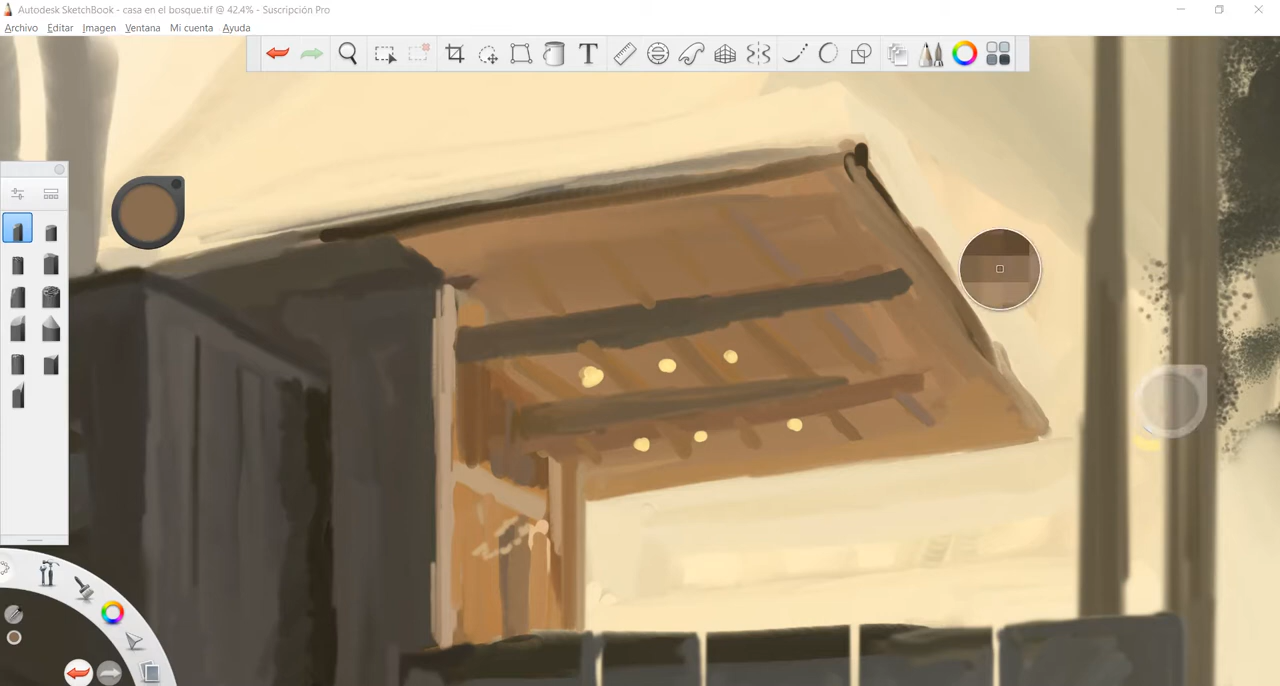 Autodesk SketchBook - casa en el bosque.tif @ 42,4% - Suscripción Pro
Archivo Editar Imagen Ventana Mi cuenta Ayuda
T